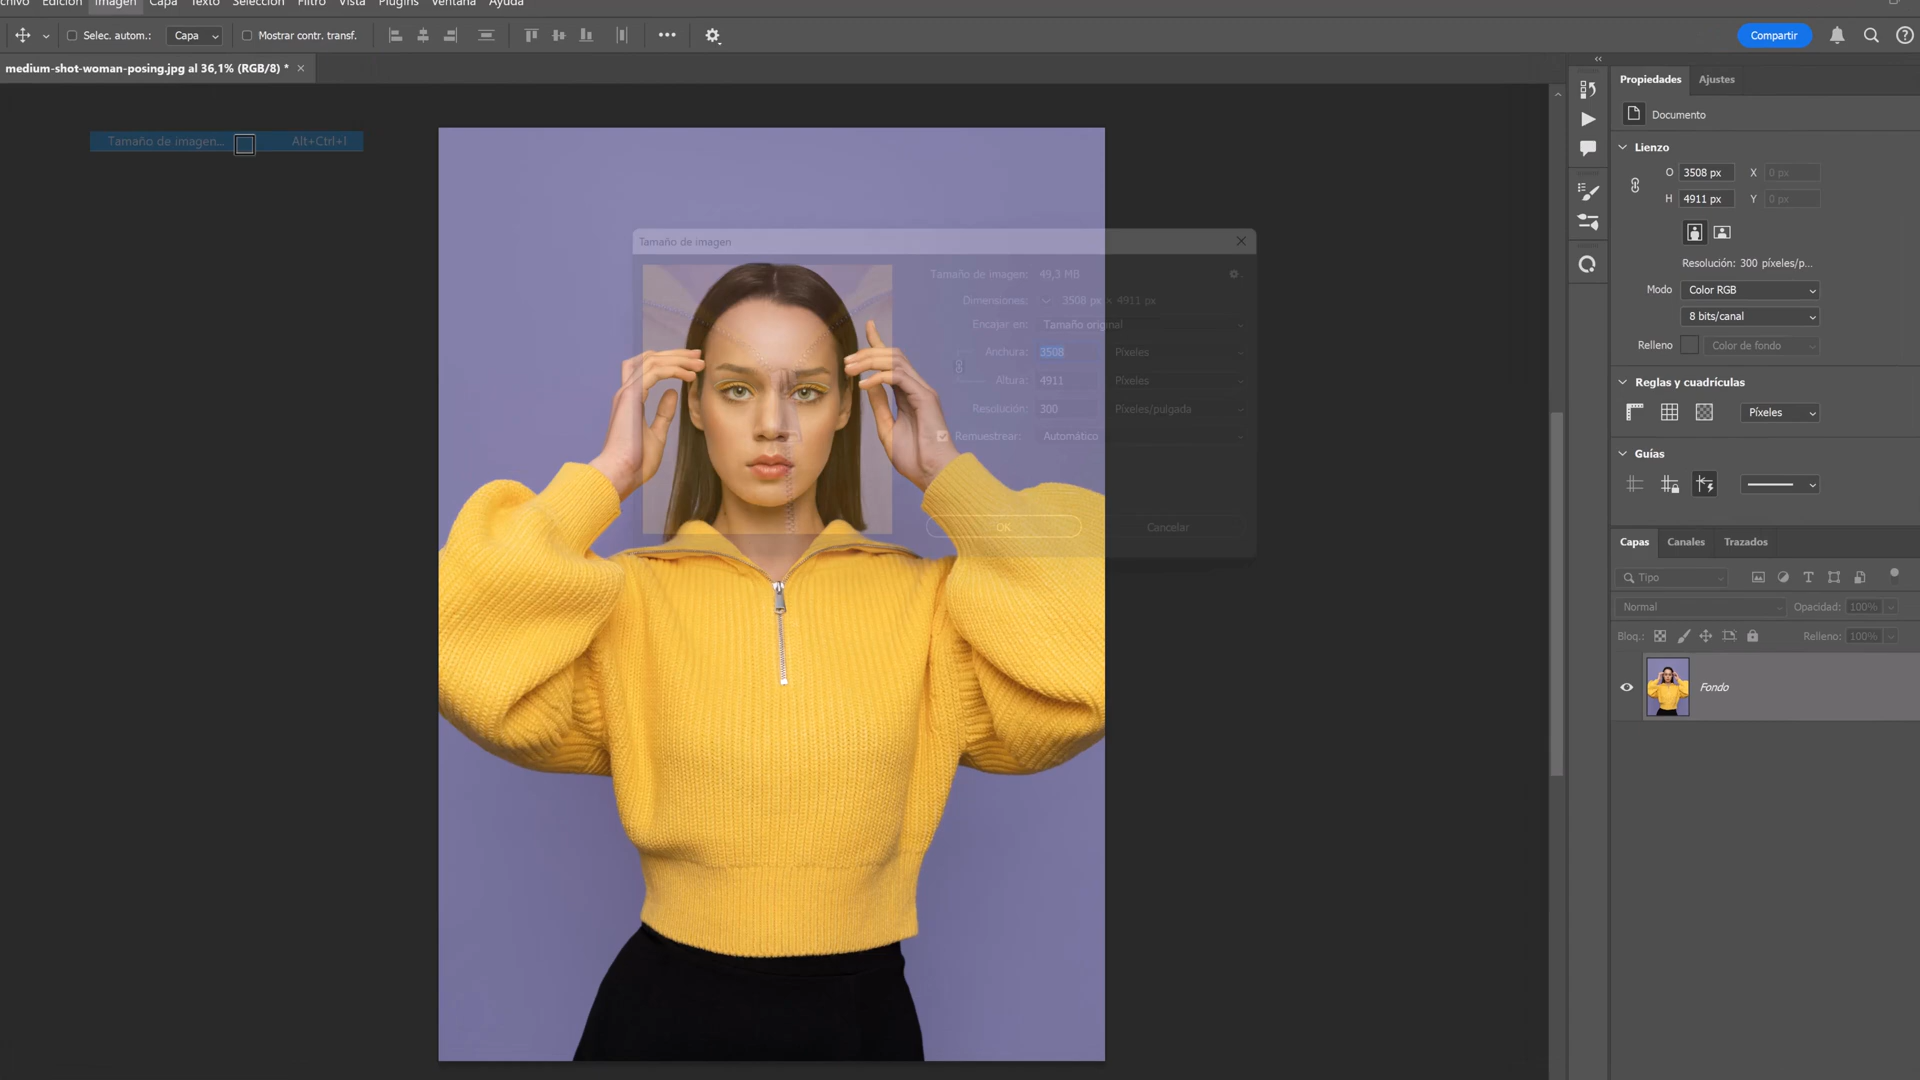 chivo Edición Imagen Capa Texto Selección Filtro Vista Plugins Ventana Ayuda
Selec. autom.: Capa Mostrar contr. transf. Compartir
medium-shot-woman-posing.jpg al 36,1% (RGB/8) *
Tamaño de imagen... Alt+Ctrl+I
Tamaño de imagen
Tamaño de imagen: 49,3 MB
Dimensiones: 3508 px × 4911 px
Encajar en: Tamaño original
Anchura: 3508 Píxeles
Altura: 4911 Píxeles
Resolución: 300 Píxeles/pulgada
Remuestrear: Automático
OK Cancelar
Propiedades Ajustes
Documento
Lienzo
O 3508 px X 0 px
H 4911 px Y 0 px
Resolución: 300 píxeles/p...
Modo Color RGB
8 bits/canal
Relleno Color de fondo
Reglas y cuadrículas
Píxeles
Guías
Capas Canales Trazados
Tipo
Normal Opacidad: 100%
Bloq.: Relleno: 100%
Fondo